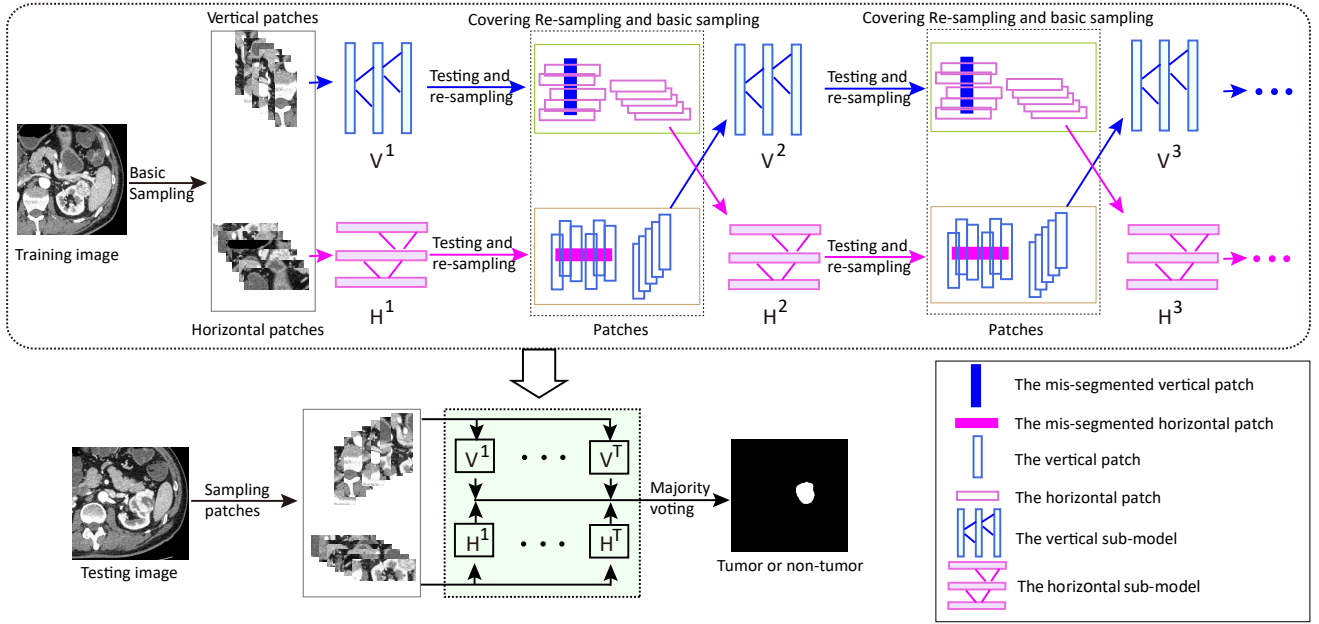 Vertical patches
Covering Re-sampling and basic sampling
Covering Re-sampling and basic sampling
Testing and
re-sampling
Testing and
re-sampling
V1
V2
V3
Basic
Sampling
Training image
Testing and
re-sampling
Testing and
re-sampling
Horizontal patches
H1
Patches
H2
Patches
H3
The mis-segmented vertical patch
The mis-segmented horizontal patch
The vertical patch
The horizontal patch
The vertical sub-model
The horizontal sub-model
Sampling
patches
Testing image
V1
VT
H1
HT
Majority
voting
Tumor or non-tumor